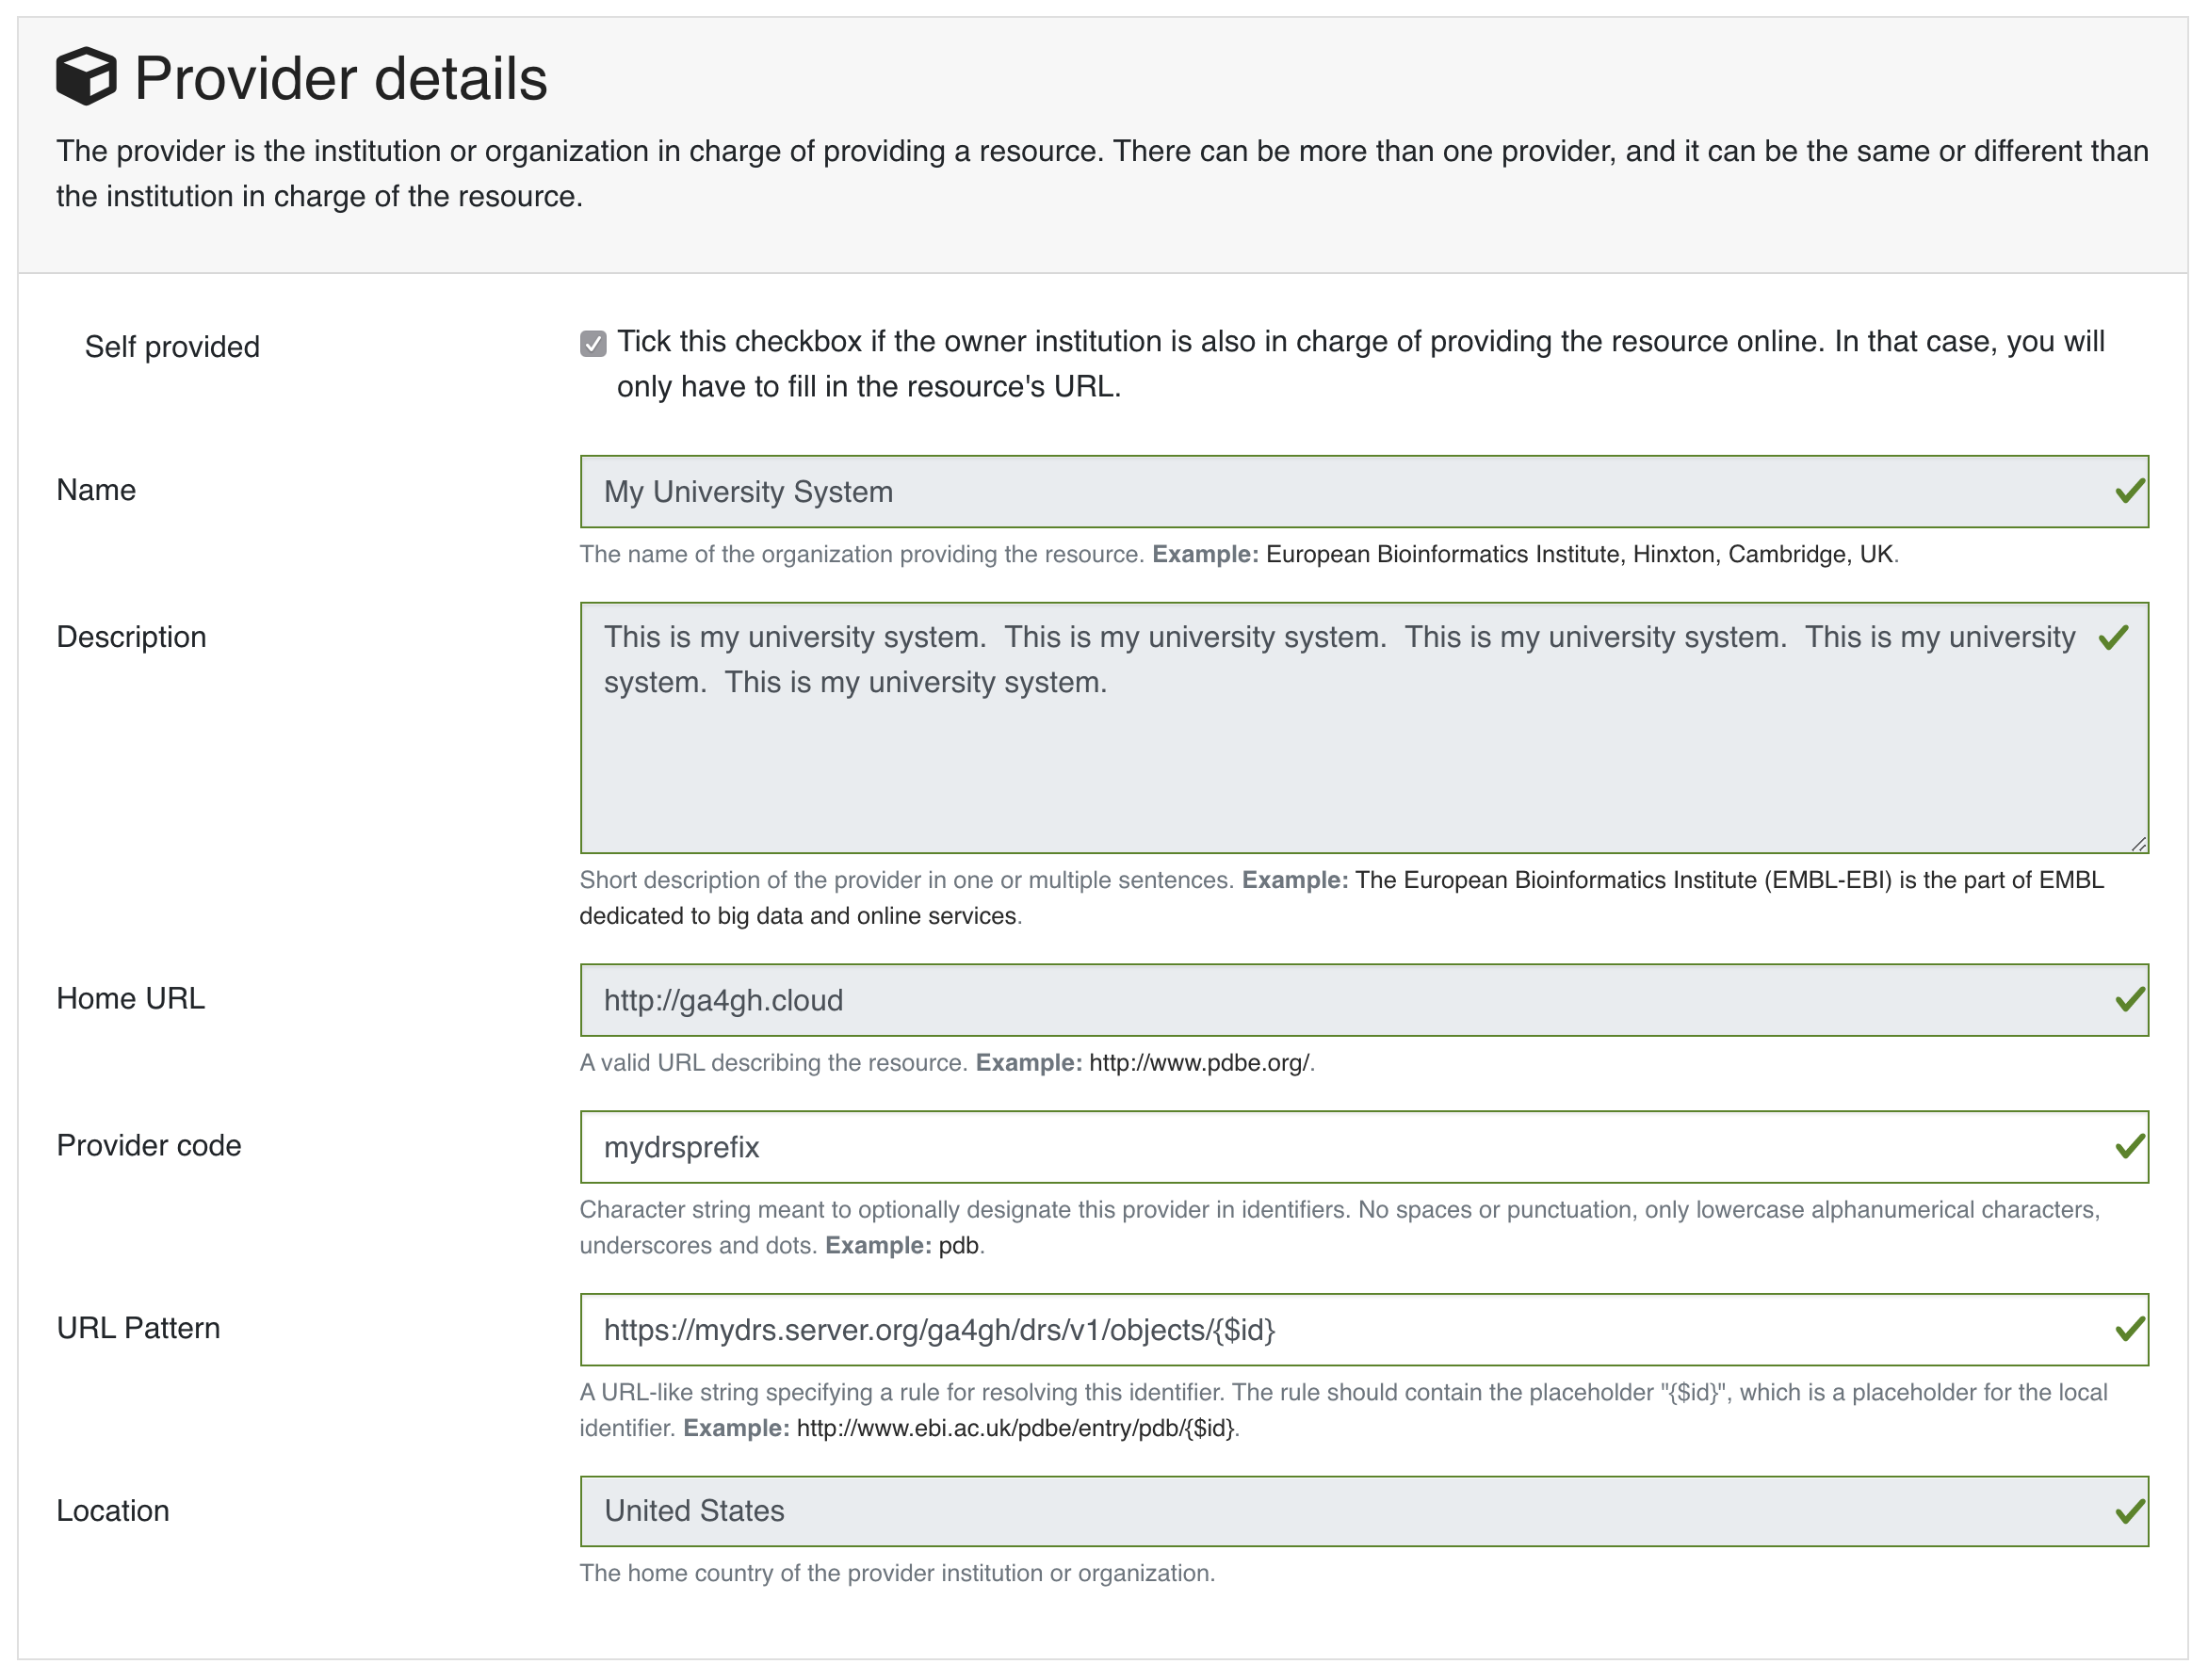 Provider details
The provider is the institution or organization in charge of providing a resource. There can be more than one provider, and it can be the same or different than
the institution in charge of the resource.
Self provided
Tick this checkbox if the owner institution is also in charge of providing the resource online. In that case, you will
only have to fill in the resource's URL.
Name
My University System
The name of the organization providing the resource. Example: European Bioinformatics Institute, Hinxton, Cambridge, UK.
Description
This is my university system.  This is my university system.  This is my university system.  This is my university
system.  This is my university system.
Short description of the provider in one or multiple sentences. Example: The European Bioinformatics Institute (EMBL-EBI) is the part of EMBL
dedicated to big data and online services.
Home URL
http://ga4gh.cloud
A valid URL describing the resource. Example: http://www.pdbe.org/.
Provider code
mydrsprefix
Character string meant to optionally designate this provider in identifiers. No spaces or punctuation, only lowercase alphanumerical characters,
underscores and dots. Example: pdb.
URL Pattern
https://mydrs.server.org/ga4gh/drs/v1/objects/{$id}
A URL-like string specifying a rule for resolving this identifier. The rule should contain the placeholder "{$id}", which is a placeholder for the local
identifier. Example: http://www.ebi.ac.uk/pdbe/entry/pdb/{$id}.
Location
United States
The home country of the provider institution or organization.